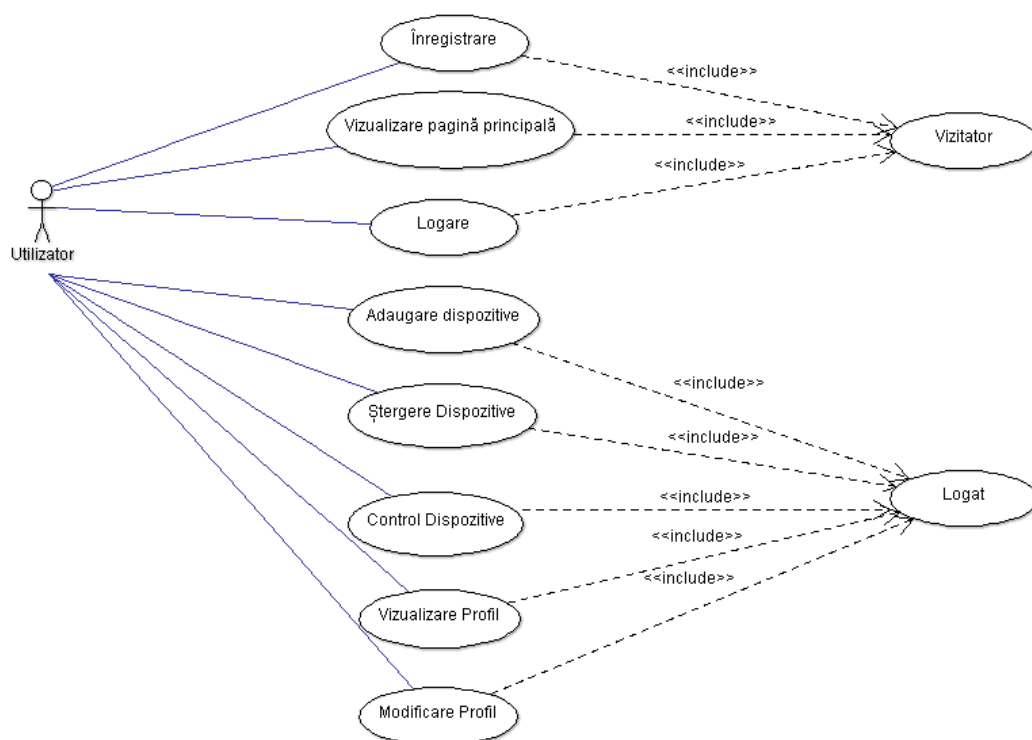 Înregistrare
<<include>>
Vizualizare pagină principală
<<include>>
Vizitator
<<include>>
Logare
Utilizator
Adaugare dispozitive
<<include>>
Ștergere Dispozitive
<<include>>
Logat
Control Dispozitive
<<include>>
<<include>>
<<include>>
Vizualizare Profil
Modificare Profil